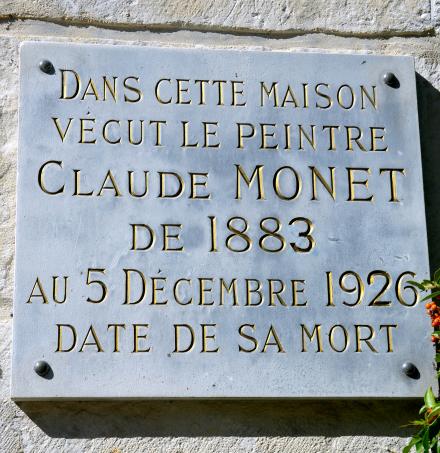 DANS CETTE MAISON
VÉCUT LE PEINTRE
CLAUDE MONET
DE 1883
AU 5 DÉCEMBRE 1926
DATE DE SA MORT